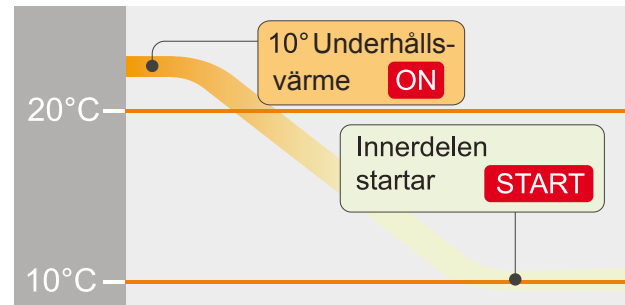 10° Underhålls-
värme ON
20°C
Innerdelen
startar START
10°C